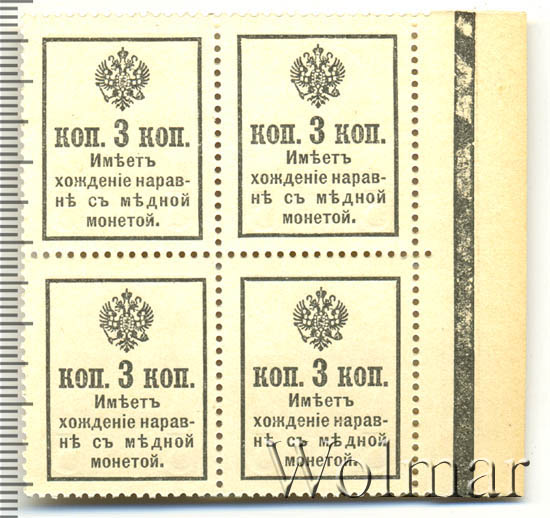 КОП. 3 КОП.
Имѣетъ
хожденіе нарав-
нѣ съ мѣдной
монетой.
КОП. 3 КОП.
Имѣетъ
хожденіе нарав-
нѣ съ мѣдной
монетой.
КОП. 3 КОП.
Имѣетъ
хожденіе нарав-
нѣ съ мѣдной
монетой.
КОП. 3 КОП.
Имѣетъ
хожденіе нарав-
нѣ съ мѣдной
монетой.
Wolmar